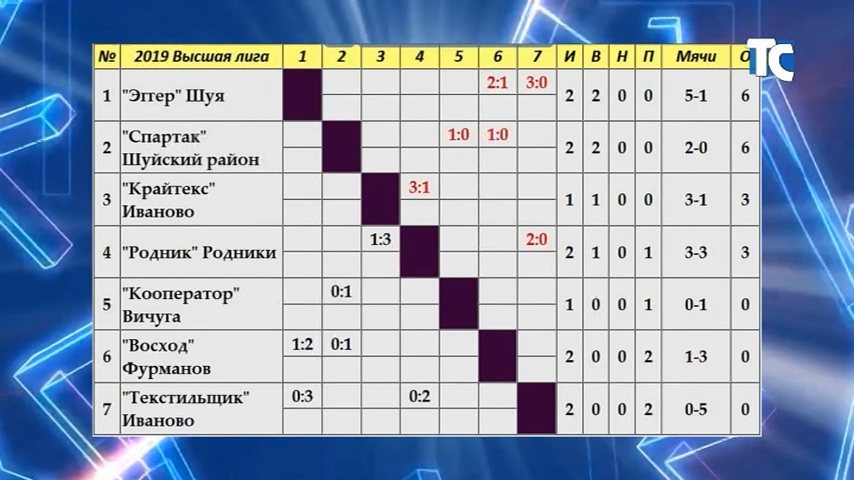 № 2019 Высшая лига 1 2 3 4 5 6 7 И В Н П Мячи О
ТС
1 "Эггер" Шуя 2:1 3:0 2 2 0 0 5-1 6
2 "Спартак" Шуйский район 1:0 1:0 2 2 0 0 2-0 6
3 "Крайтекс" Иваново 3:1 1 1 0 0 3-1 3
4 "Родник" Родники 1:3 2:0 2 1 0 1 3-3 3
5 "Кооператор" Вичуга 0:1 1 0 0 1 0-1 0
6 "Восход" Фурманов 1:2 0:1 2 0 0 2 1-3 0
7 "Текстильщик" Иваново 0:3 0:2 2 0 0 2 0-5 0